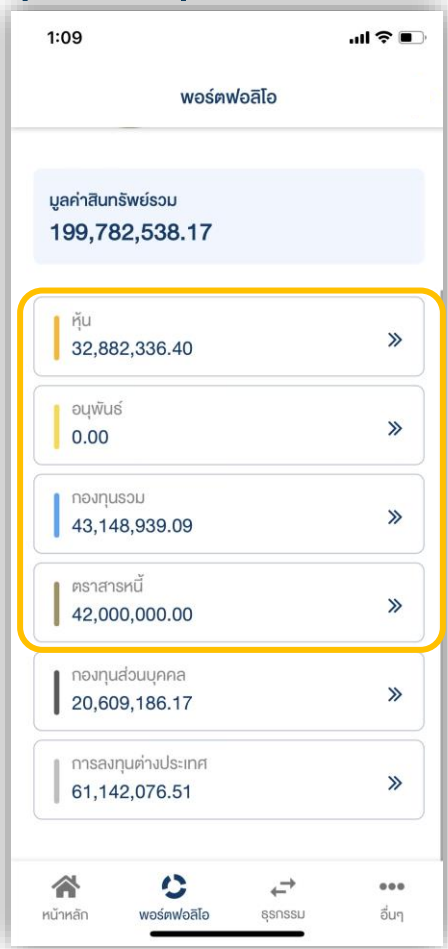 1:09
พอร์ตฟอลิโอ
มูลค่าสินทรัพย์รวม
199,782,538.17
หุ้น
32,882,336.40
อนุพันธ์
0.00
กองทุนรวม
43,148,939.09
ตราสารหนี้
42,000,000.00
กองทุนส่วนบุคคล
20,609,186.17
การลงทุนต่างประเทศ
61,142,076.51
หน้าหลัก พอร์ตฟอลิโอ ธุรกรรม อื่นๆ